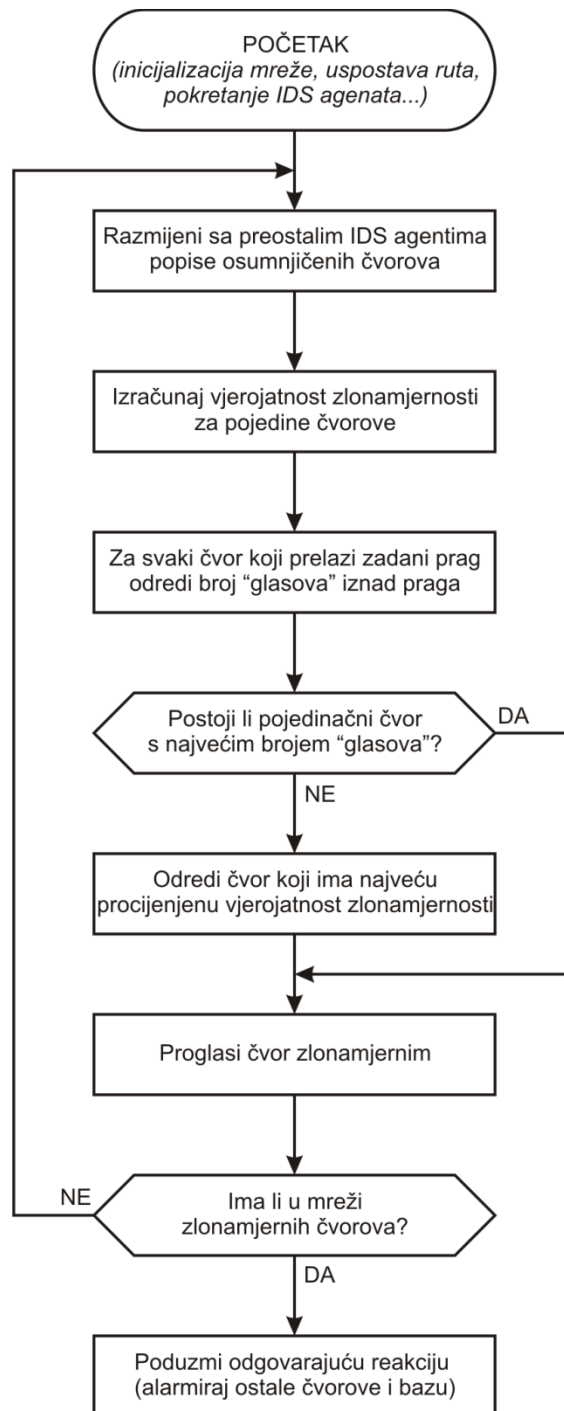 POČETAK
(inicijalizacija mreže, uspostava ruta,
pokretanje IDS agenata...)
Razmijeni sa preostalim IDS agentima
popise osumnjičenih čvorova
Izračunaj vjerojatnost zlonamjernosti
za pojedine čvorove
Za svaki čvor koji prelazi zadani prag
odredi broj “glasova” iznad praga
Postoji li pojedinačni čvor
s najvećim brojem “glasova”?
DA
NE
Odredi čvor koji ima najveću
procijenjenu vjerojatnost zlonamjernosti
Proglasi čvor zlonamjernim
NE
Ima li u mreži
zlonamjernih čvorova?
DA
Poduzmi odgovarajuću reakciju
(alarmiraj ostale čvorove i bazu)